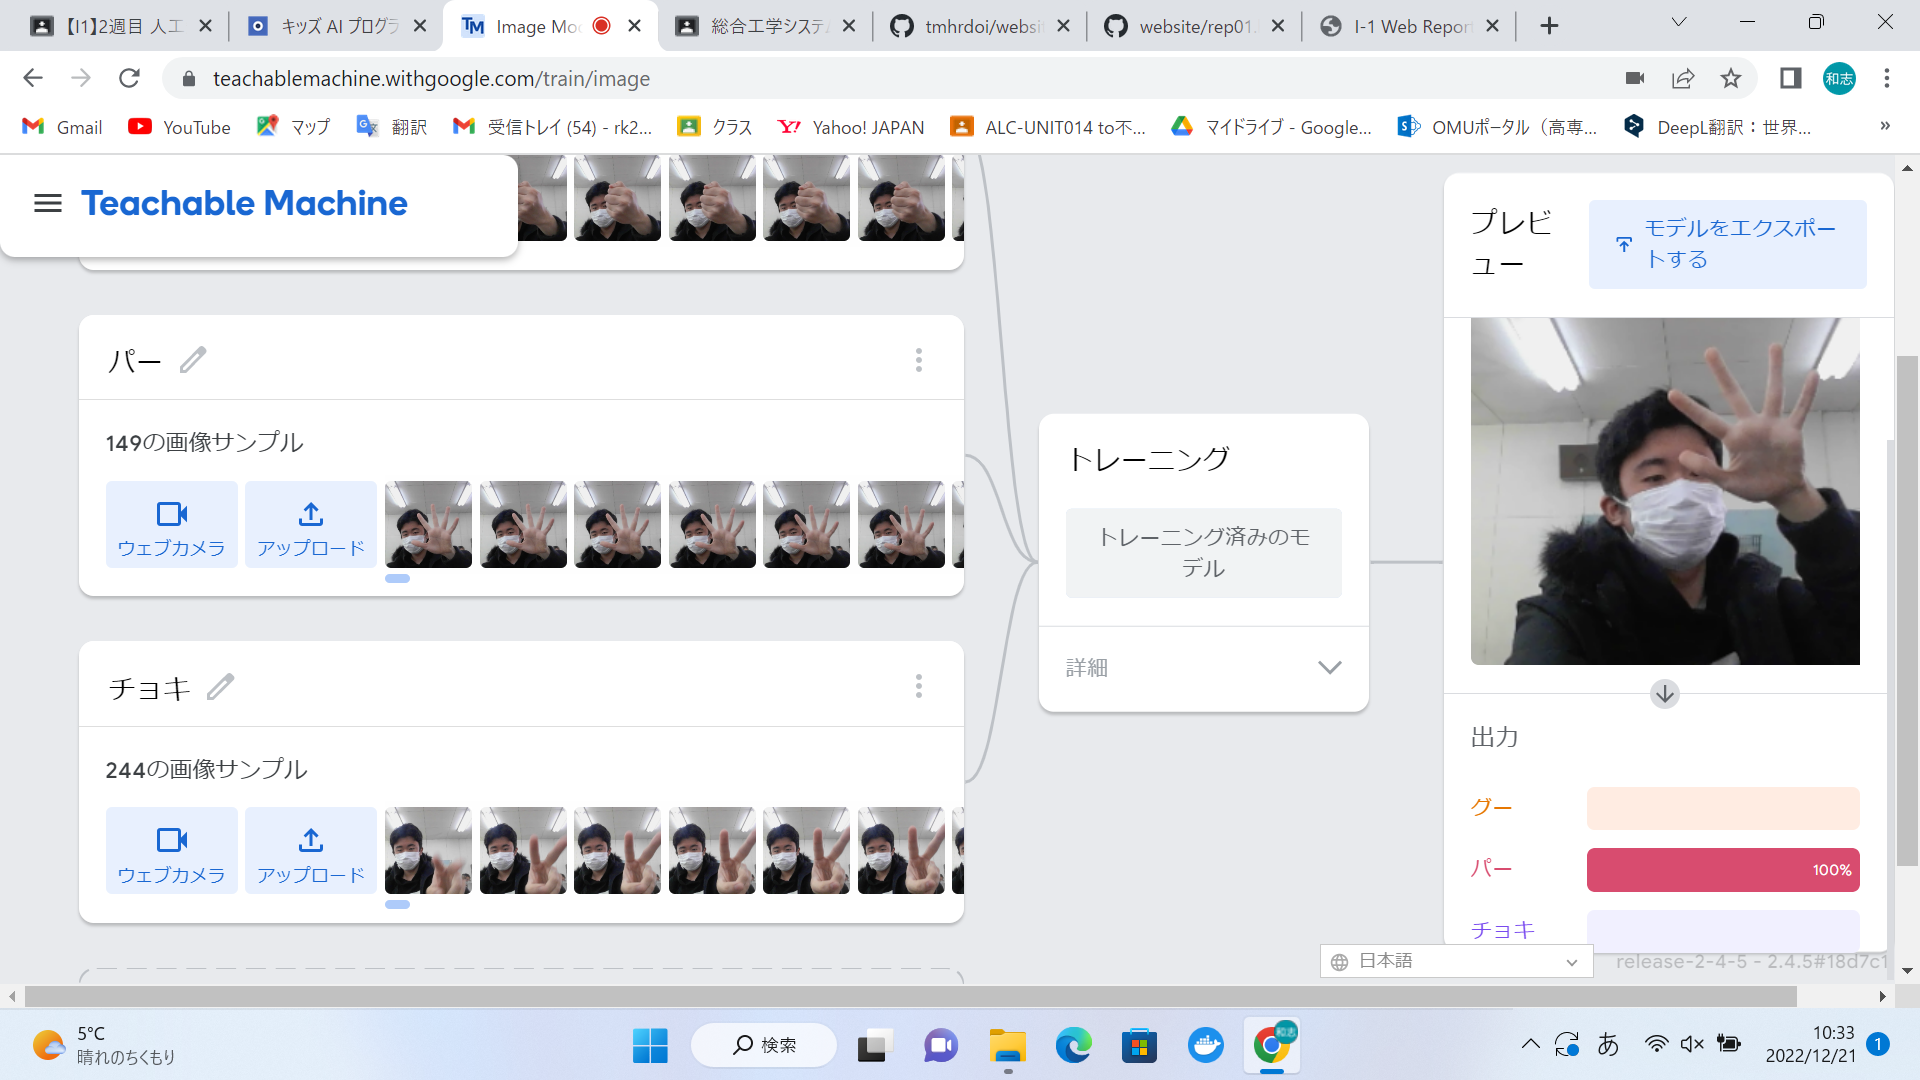 【I1】2週目 人工
キッズ AI プログラ
Image Mod
総合工学システム
tmhrdoi/websit
website/rep01.
I-1 Web Report
teachablemachine.withgoogle.com/train/image
和志
Gmail
YouTube
マップ
翻訳
受信トレイ (54) - rk2...
クラス
Yahoo! JAPAN
ALC-UNIT014 to不...
マイドライブ - Google...
OMUポータル（高専...
DeepL翻訳：世界...
»
Teachable Machine
プレビュー
モデルをエクスポートする
パー
149の画像サンプル
ウェブカメラ
アップロード
トレーニング
トレーニング済みのモデル
詳細
チョキ
244の画像サンプル
ウェブカメラ
アップロード
出力
グー
パー
100%
チョキ
日本語
release-2-4-5 - 2.4.5#18d7c1
5°C
晴れのちくもり
検索
和志
あ
10:33
2022/12/21
1